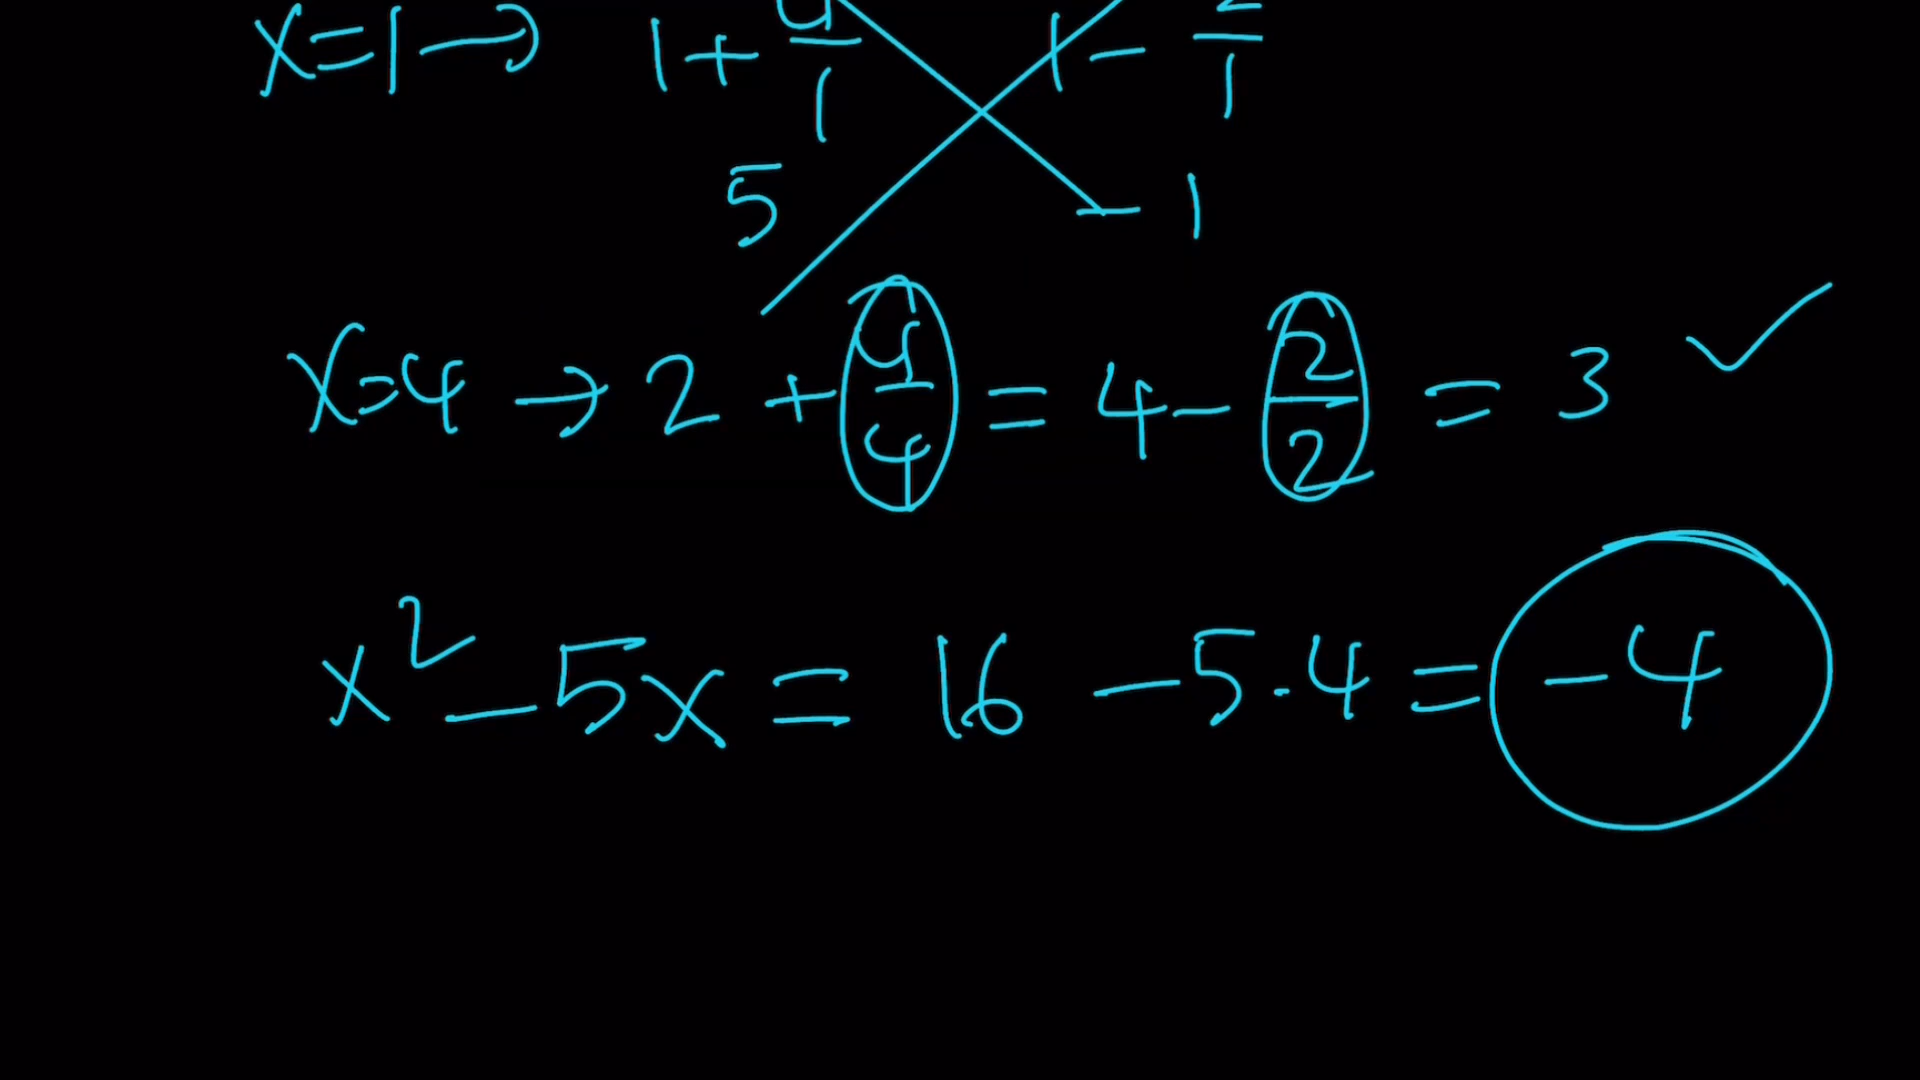 x=1 → 1+4/1 1-2/1
5 -1
x=4 → 2+4/4=4-2/2=3 ✓
x²-5x=16-5·4=-4